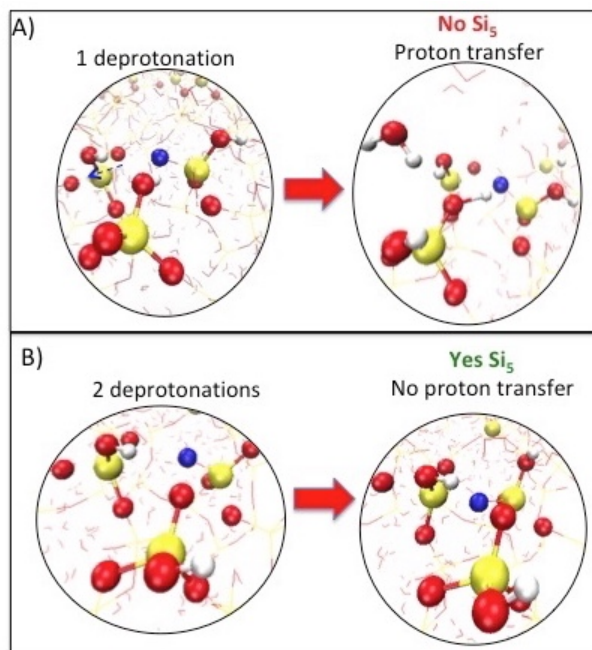 A)
1 deprotonation
No Si₅
Proton transfer
B)
2 deprotonations
Yes Si₅
No proton transfer